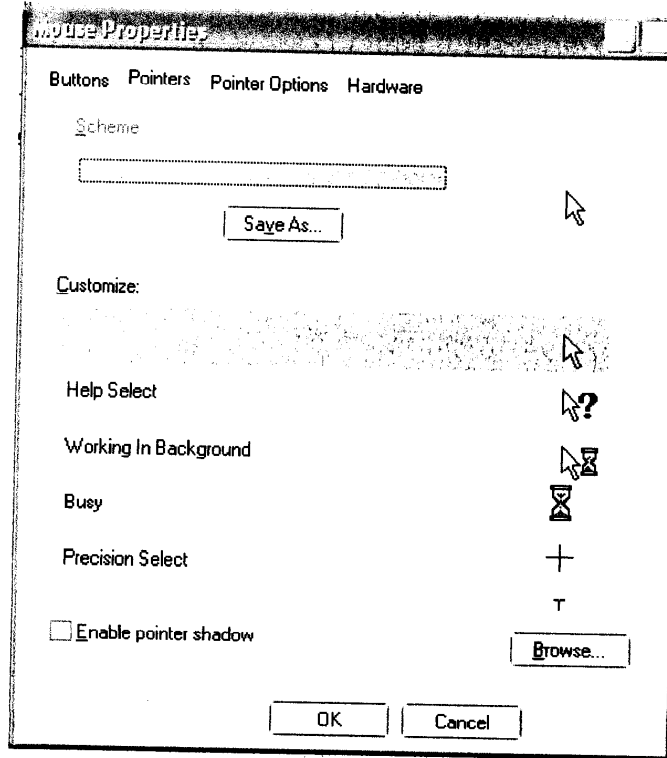 Mouse Properties
Buttons Pointers Pointer Options Hardware
Scheme
Save As...
Customize:
Help Select
Working In Background
Busy
Precision Select
Enable pointer shadow
Browse...
OK Cancel